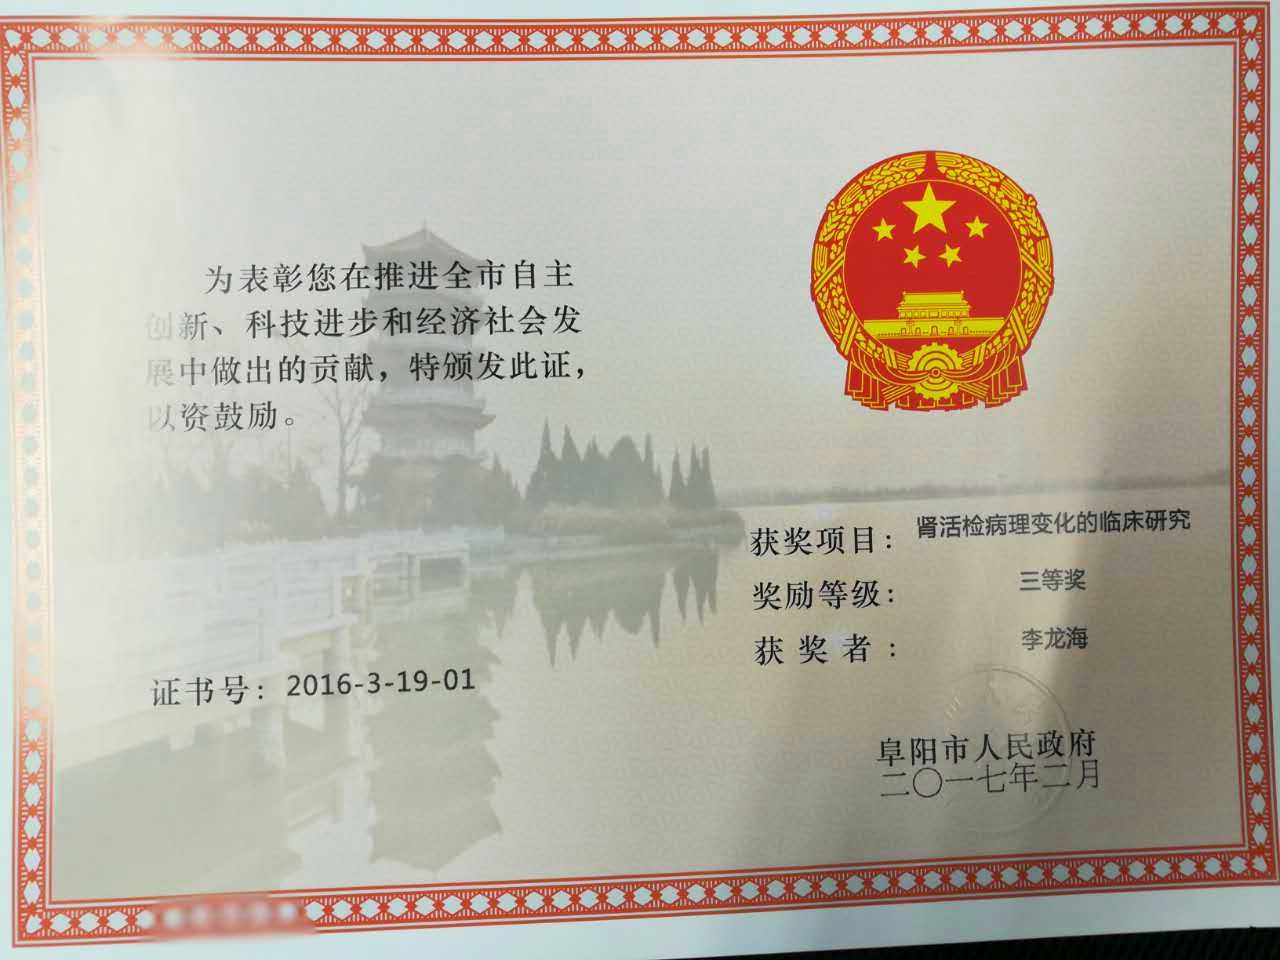 为表彰您在推进全市自主
创新、科技进步和经济社会发
展中做出的贡献，特颁发此证，
以资鼓励。
获奖项目：肾活检病理变化的临床研究
奖励等级：三等奖
获奖者：李龙海
证书号：2016-3-19-01
阜阳市人民政府
二〇一七年二月